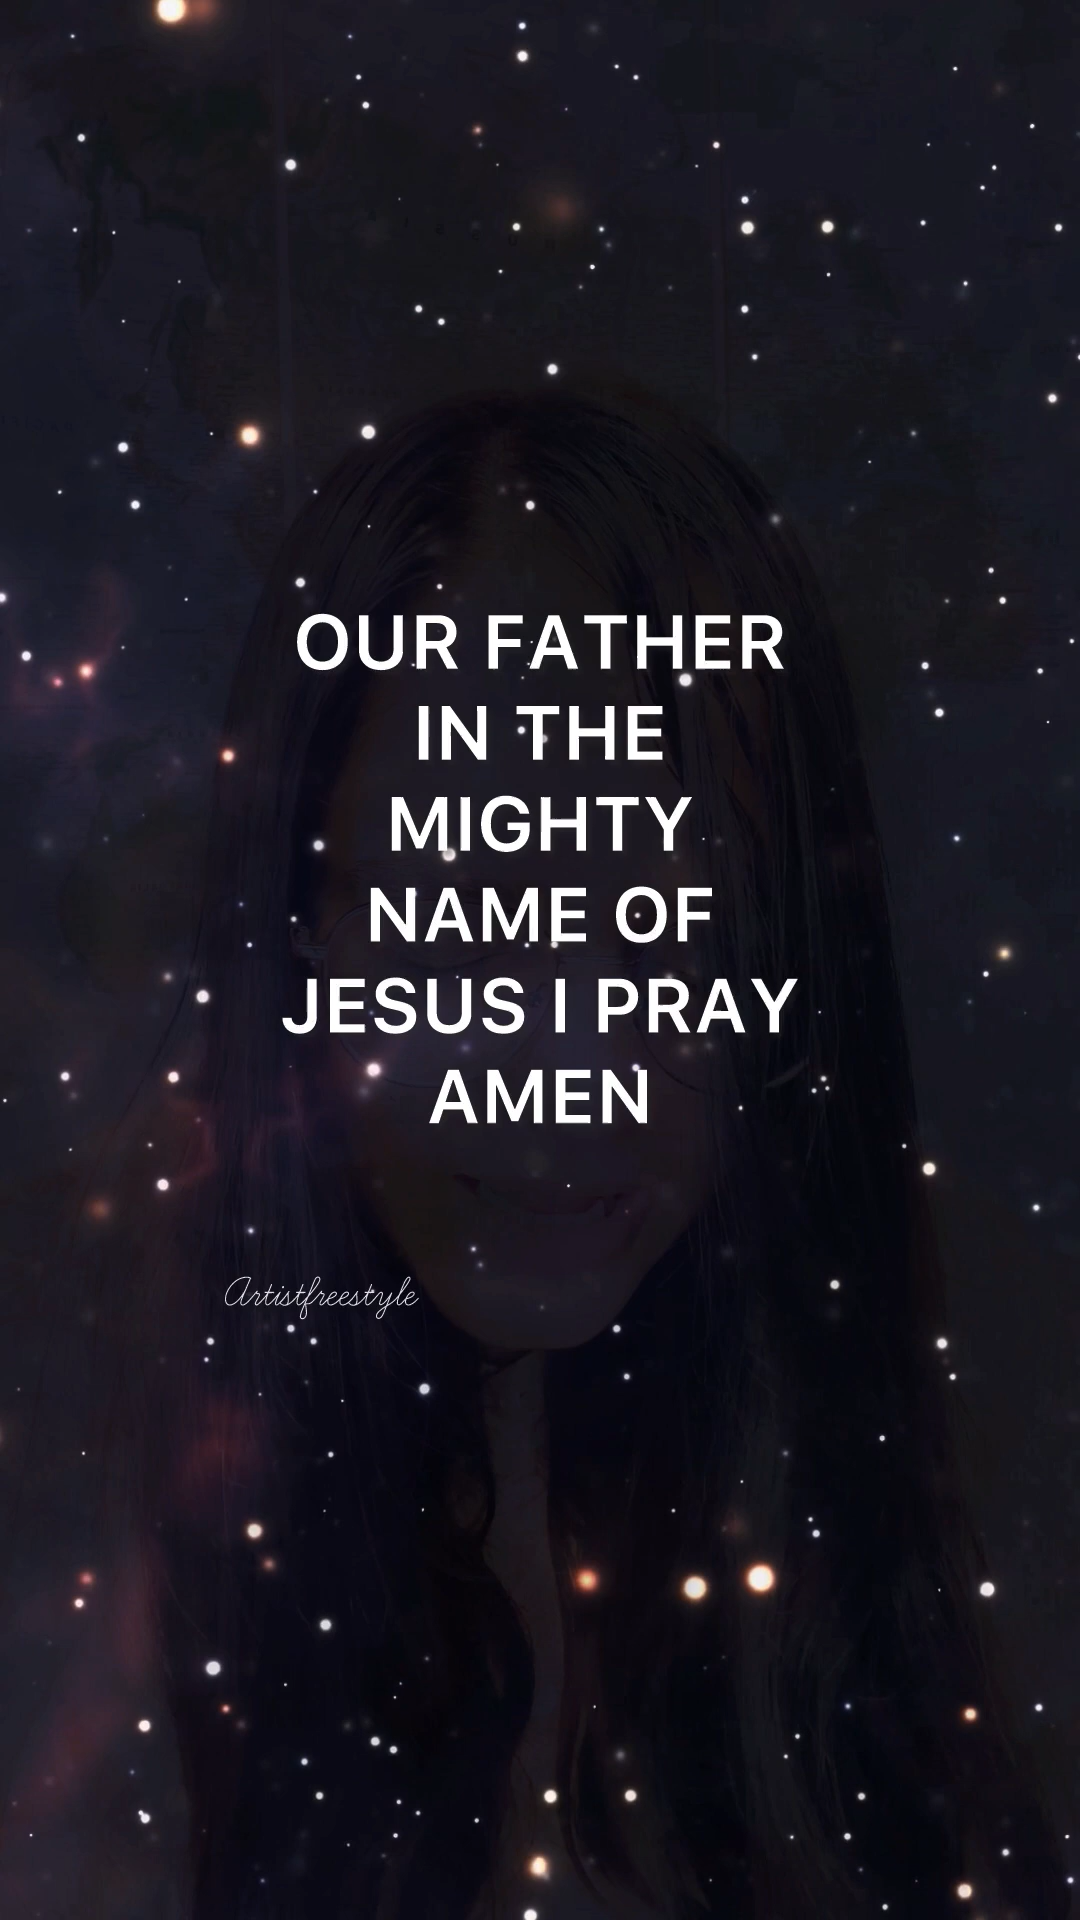 OUR FATHER
IN THE
MIGHTY
NAME OF
JESUS I PRAY
AMEN
Artistfreestyle